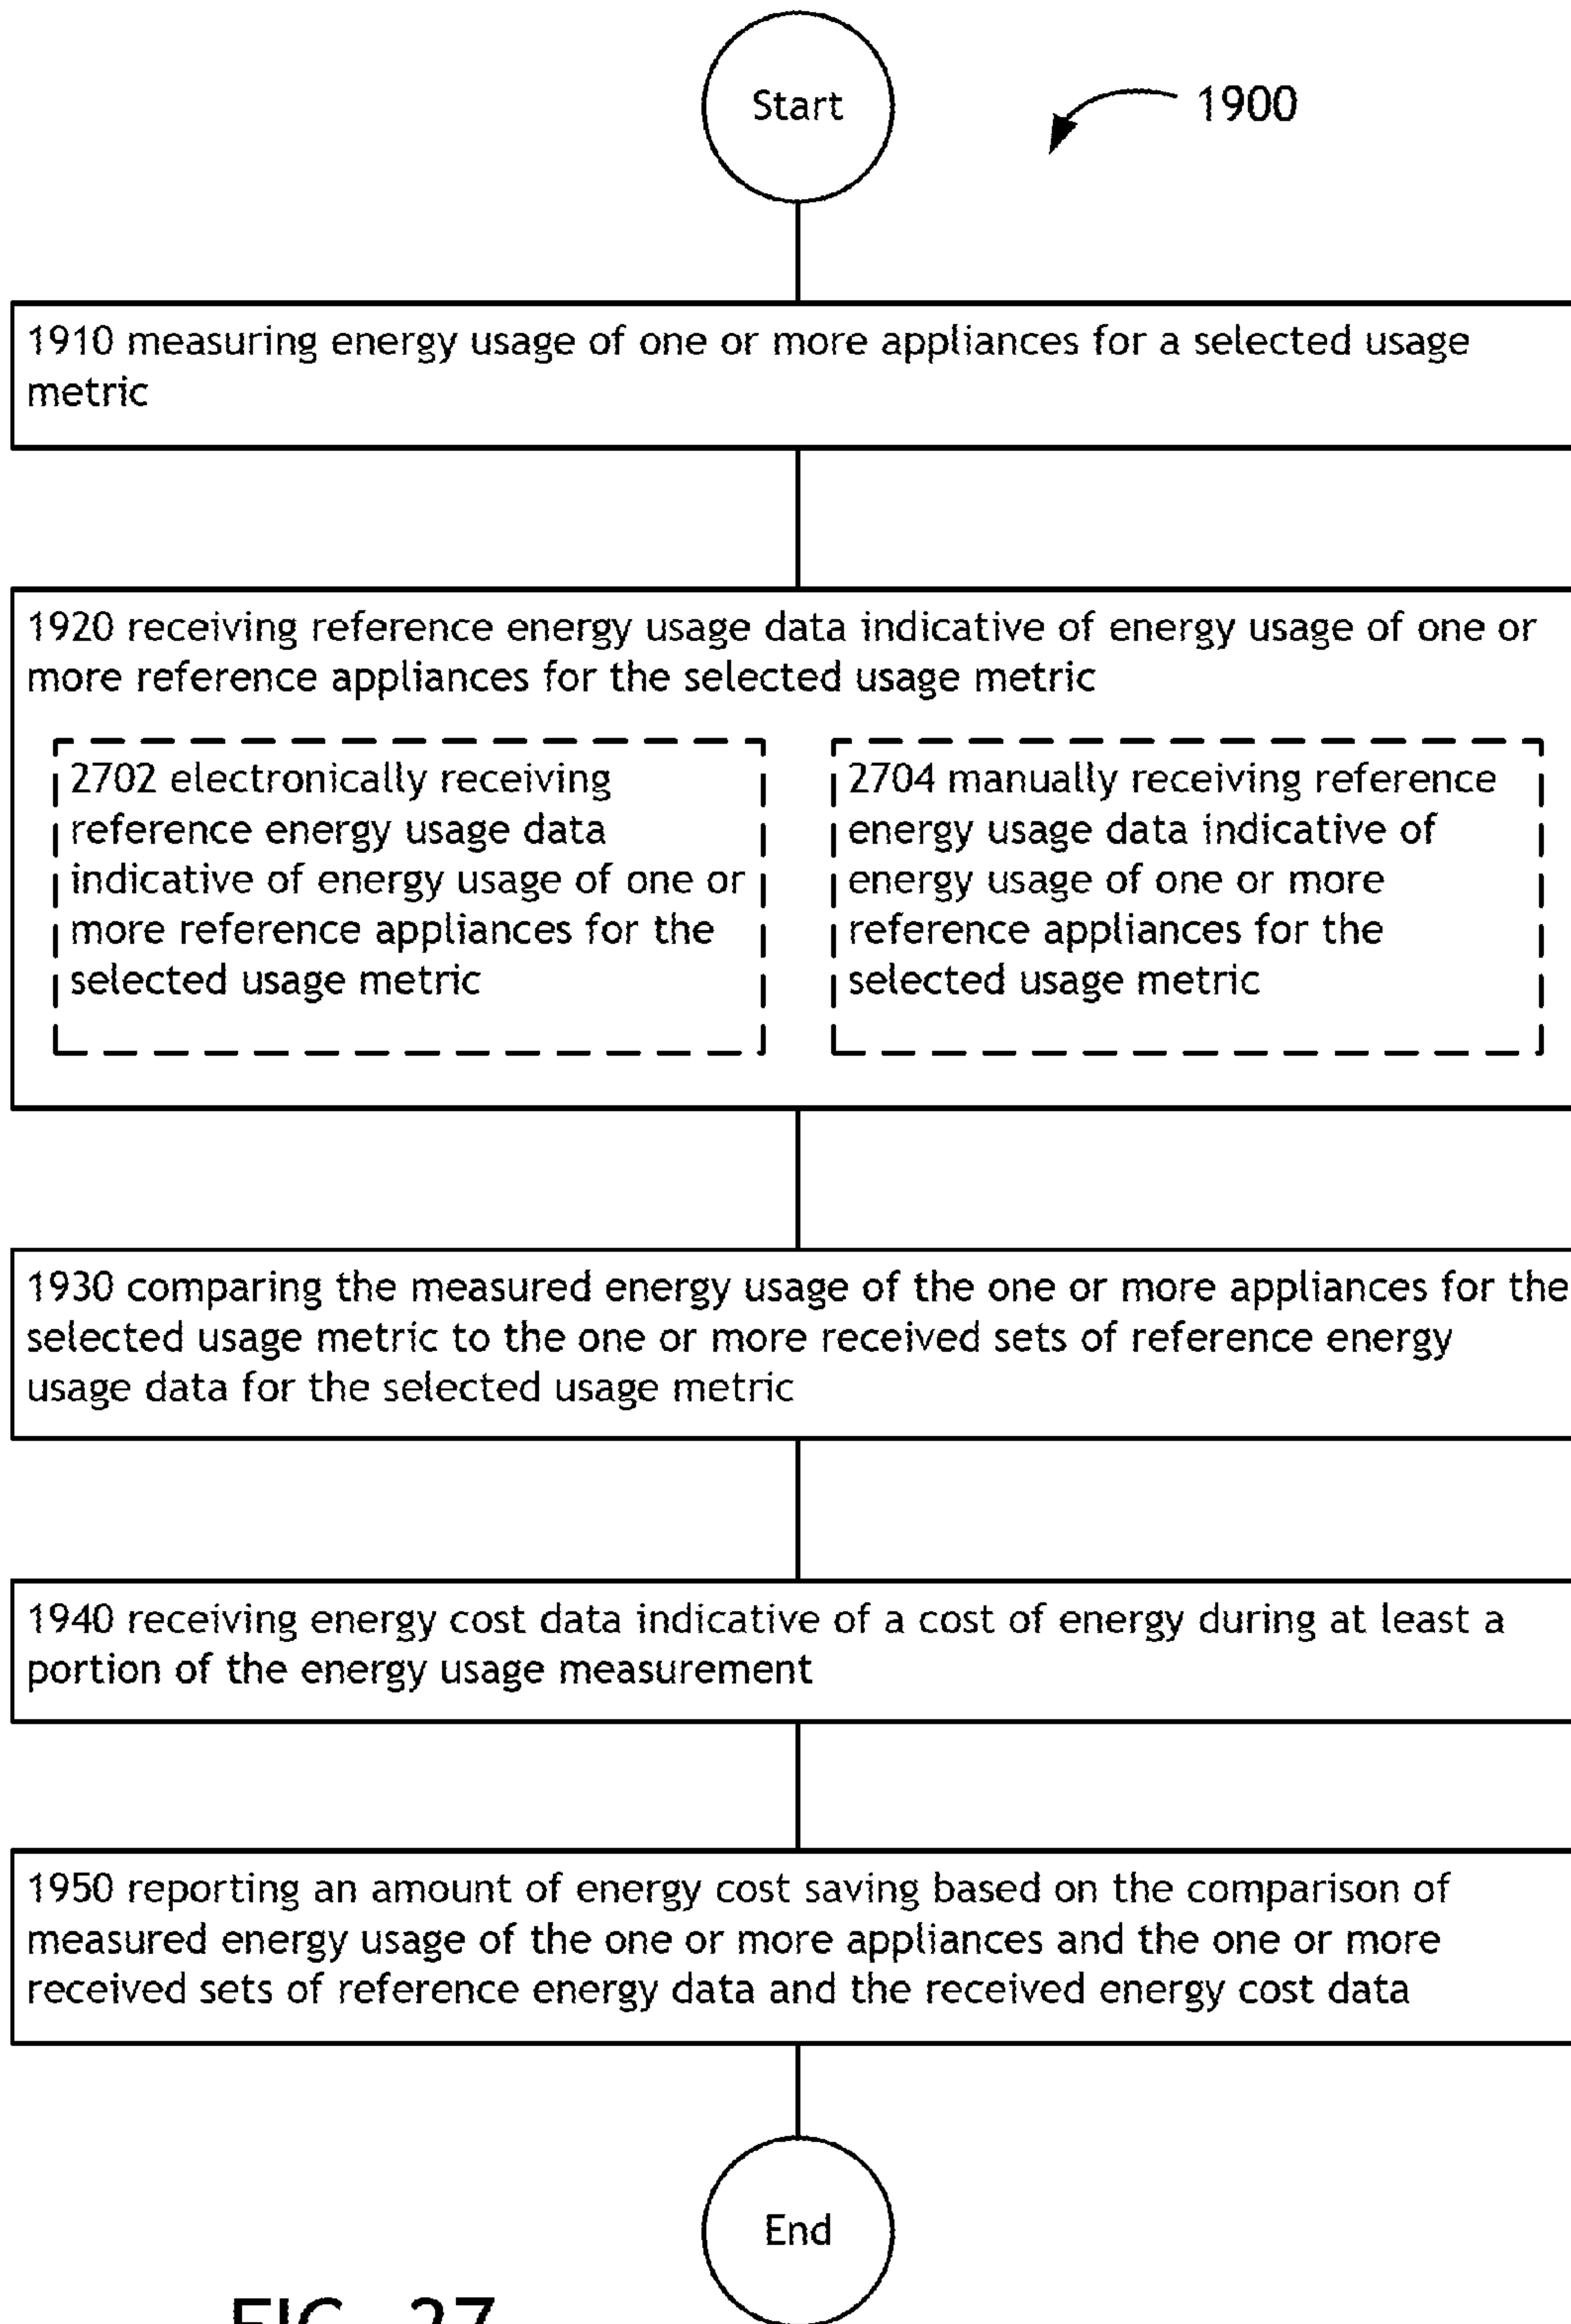 Start
1900
1910 measuring energy usage of one or more appliances for a selected usage
metric
1920 receiving reference energy usage data indicative of energy usage of one or
more reference appliances for the selected usage metric
2702 electronically receiving
reference energy usage data
indicative of energy usage of one or
more reference appliances for the
selected usage metric
2704 manually receiving reference
energy usage data indicative of
energy usage of one or more
reference appliances for the
selected usage metric
1930 comparing the measured energy usage of the one or more appliances for the
selected usage metric to the one or more received sets of reference energy
usage data for the selected usage metric
1940 receiving energy cost data indicative of a cost of energy during at least a
portion of the energy usage measurement
1950 reporting an amount of energy cost saving based on the comparison of
measured energy usage of the one or more appliances and the one or more
received sets of reference energy data and the received energy cost data
End
FIG. 27